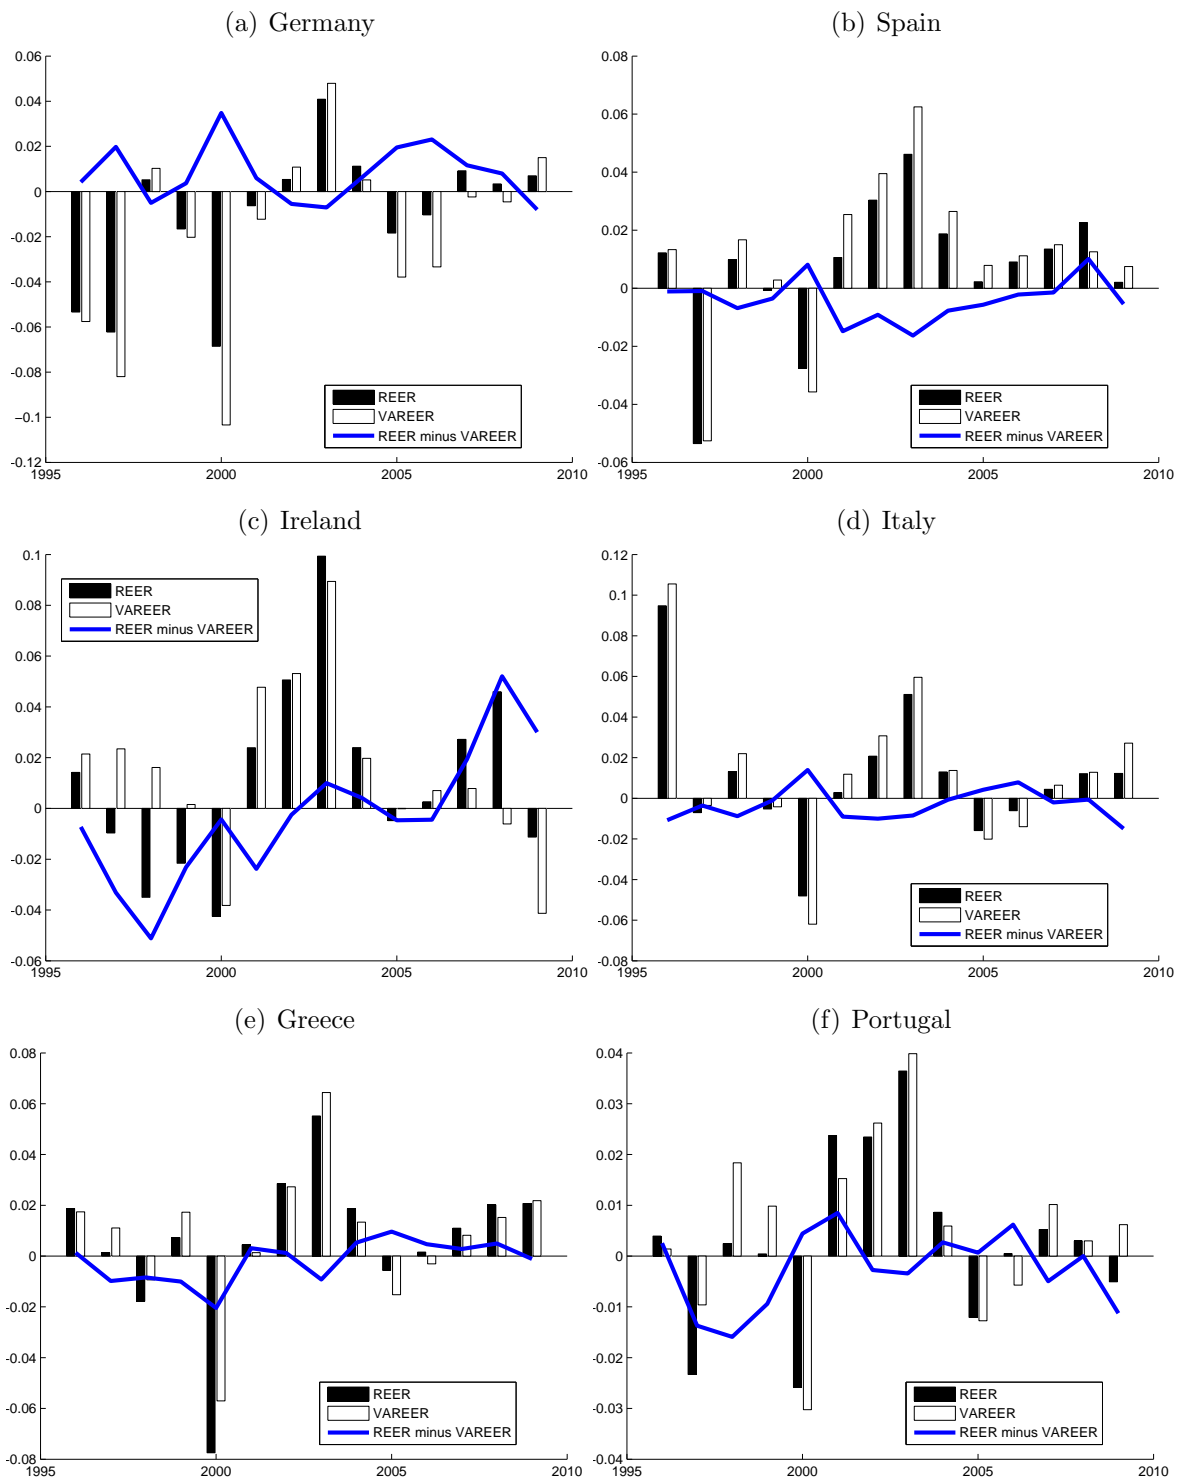 (a) Germany
0.06
0.04
0.02
0
-0.02
-0.04
-0.06
-0.08
-0.1
-0.12
1995 2000 2005 2010
REER
VAREER
REER minus VAREER
(b) Spain
0.08
0.06
0.04
0.02
0
-0.02
-0.04
-0.06
1995 2000 2005 2010
REER
VAREER
REER minus VAREER
(c) Ireland
0.1
0.08
0.06
0.04
0.02
0
-0.02
-0.04
-0.06
1995 2000 2005 2010
REER
VAREER
REER minus VAREER
(d) Italy
0.12
0.1
0.08
0.06
0.04
0.02
0
-0.02
-0.04
-0.06
-0.08
1995 2000 2005 2010
REER
VAREER
REER minus VAREER
(e) Greece
0.08
0.06
0.04
0.02
0
-0.02
-0.04
-0.06
-0.08
1995 2000 2005 2010
REER
VAREER
REER minus VAREER
(f) Portugal
0.04
0.03
0.02
0.01
0
-0.01
-0.02
-0.03
-0.04
1995 2000 2005 2010
REER
VAREER
REER minus VAREER